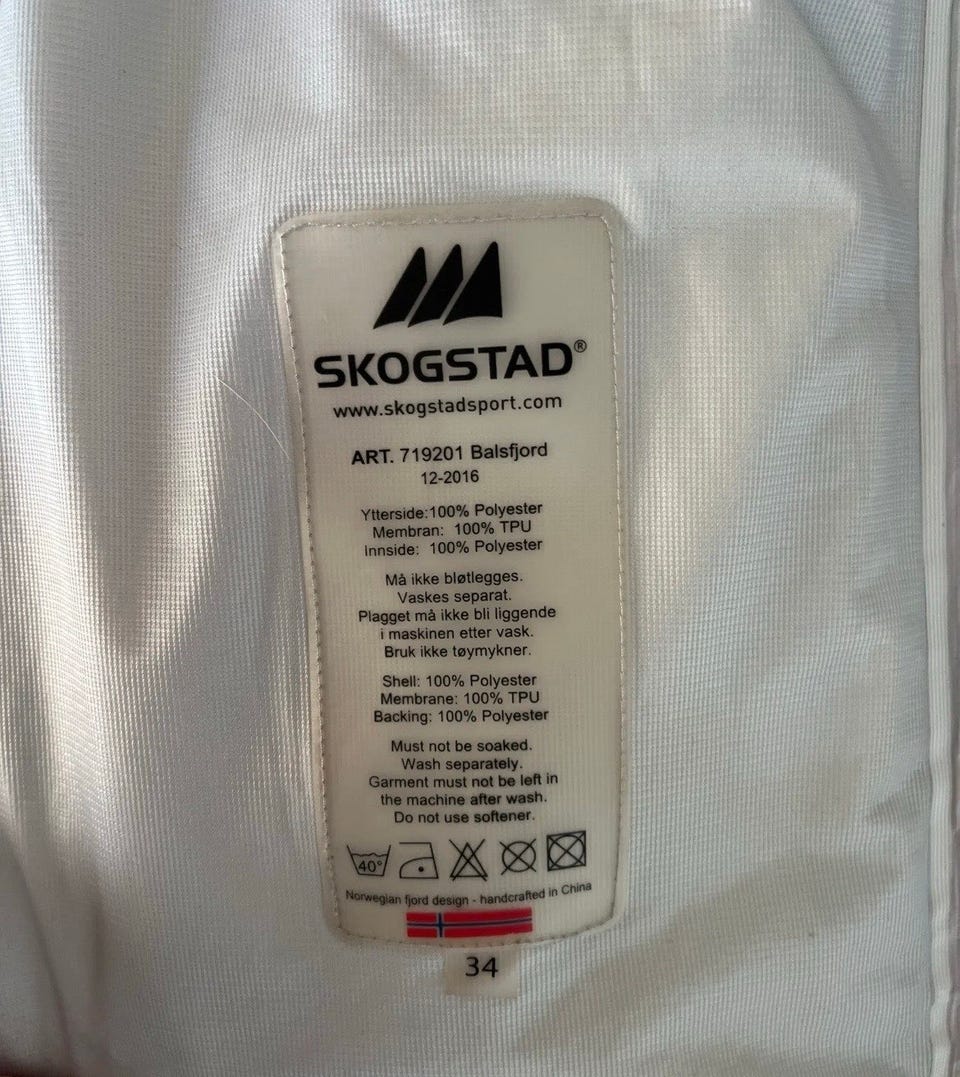 SKOGSTAD®
www.skogstadsport.com
ART. 719201 Balsfjord
12-2016
Ytterside:100% Polyester
Membran: 100% TPU
Innside: 100% Polyester
Må ikke bløtlegges.
Vaskes separat.
Plagget må ikke bli liggende
i maskinen etter vask.
Bruk ikke tøymykner.
Shell: 100% Polyester
Membrane: 100% TPU
Backing: 100% Polyester
Must not be soaked.
Wash separately.
Garment must not be left in
the machine after wash.
Do not use softener.
40°
Norwegian fjord design - handcrafted in China
34